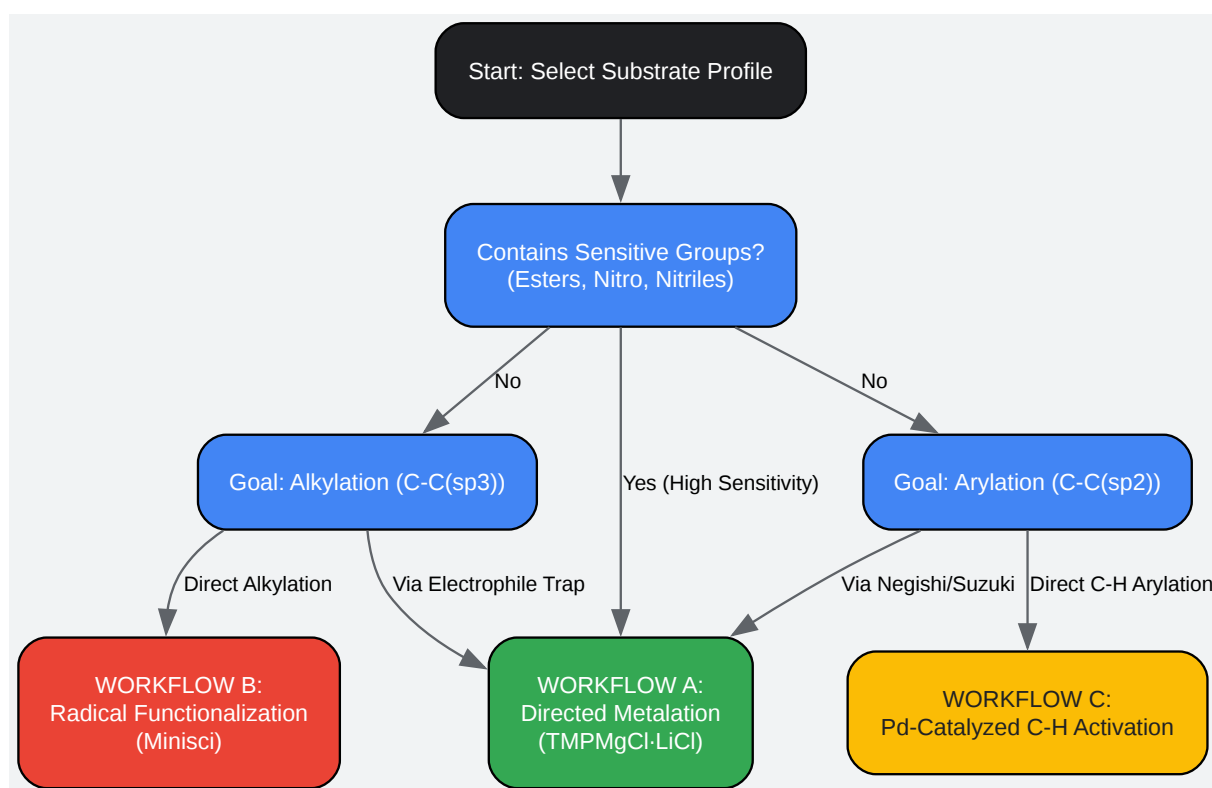 Start: Select Substrate Profile
Contains Sensitive Groups?
(Esters, Nitro, Nitriles)
No
No
Goal: Alkylation (C-C(sp3))
Yes (High Sensitivity)
Goal: Arylation (C-C(sp2))
Direct Alkylation
Via Electrophile Trap
Via Negishi/Suzuki
Direct C-H Arylation
WORKFLOW B:
Radical Functionalization
(Minisci)
WORKFLOW A:
Directed Metalation
(TMPMgCl·LiCl)
WORKFLOW C:
Pd-Catalyzed C-H Activation